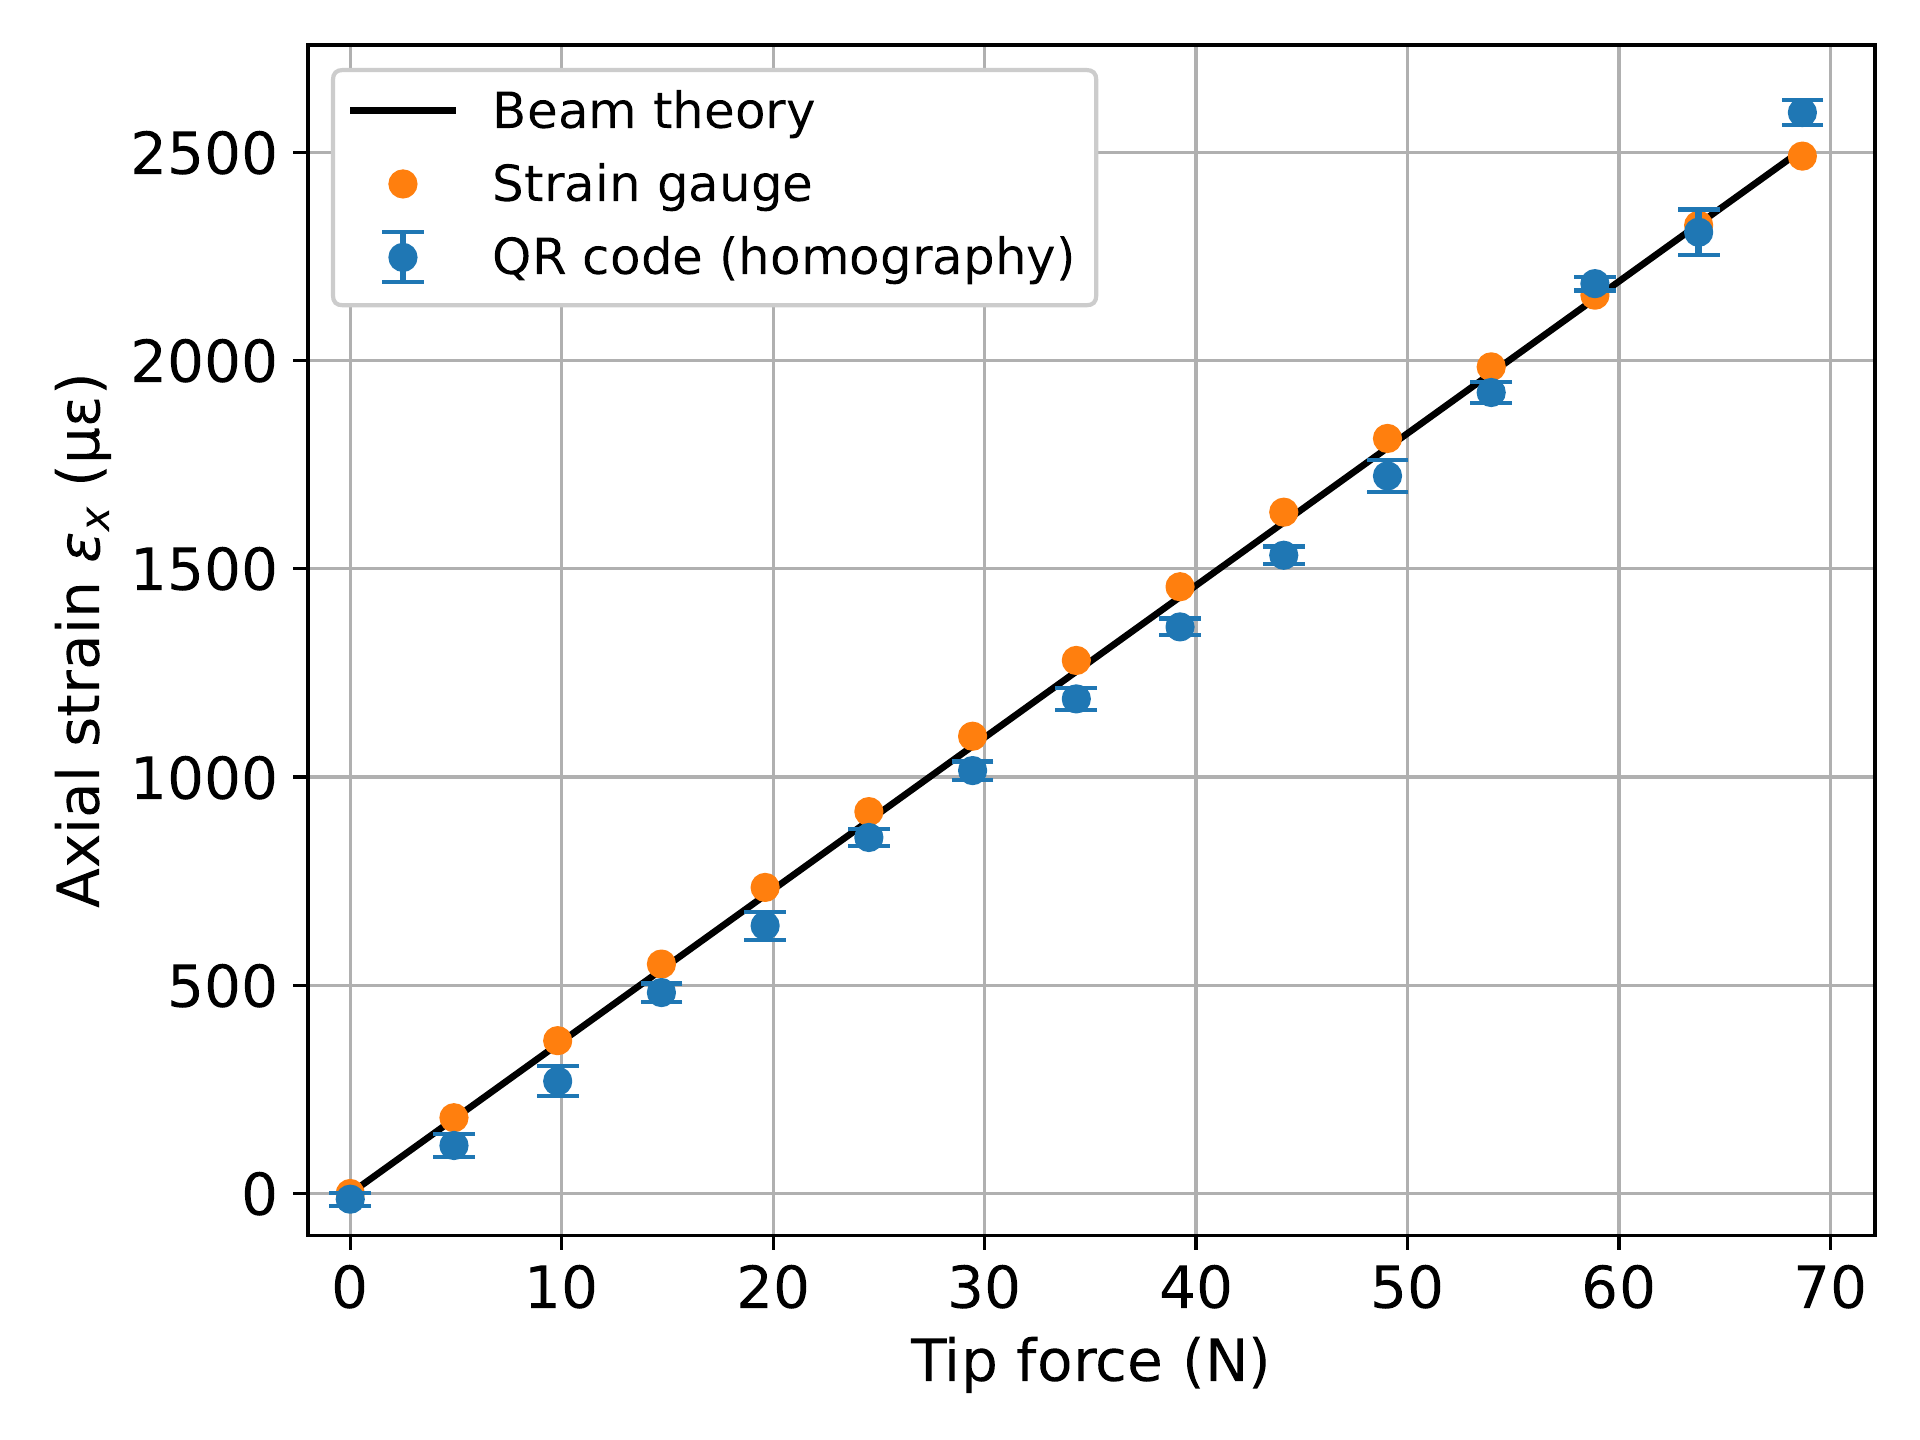 Beam theory
Strain gauge
QR code (homography)
2500
2000
1500
1000
500
0
Axial strain εₓ (με)
0 10 20 30 40 50 60 70
Tip force (N)